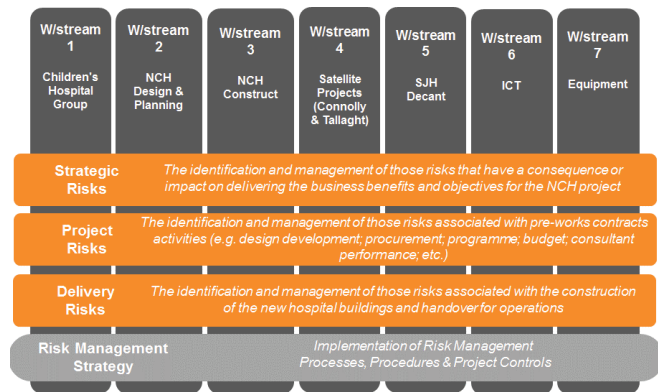 W/stream
1
Children's
Hospital
Group
W/stream
2
NCH
Design &
Planning
W/stream
3
NCH
Construct
W/stream
4
Satellite
Projects
(Connolly
& Tallaght)
W/stream
5
SJH
Decant
W/stream
6
ICT
W/stream
7
Equipment
Strategic
Risks
The identification and management of those risks that have a consequence or
impact on delivering the business benefits and objectives for the NCH project
Project
Risks
The identification and management of those risks associated with pre-works contracts
activities (e.g. design development; procurement; programme; budget; consultant
performance; etc.)
Delivery
Risks
The identification and management of those risks associated with the construction
of the new hospital buildings and handover for operations
Risk Management
Strategy
Implementation of Risk Management
Processes, Procedures & Project Controls